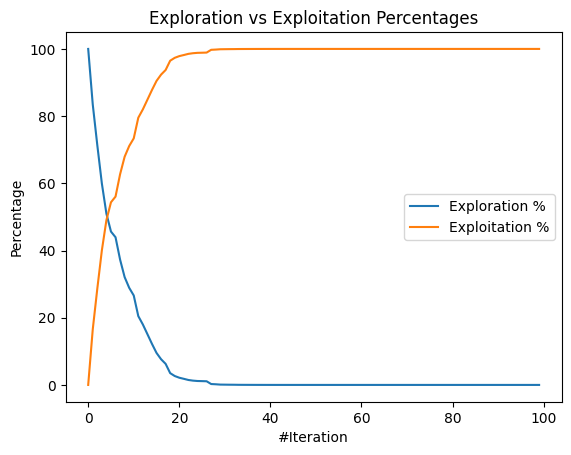 Exploration vs Exploitation Percentages
100
80
60
40
20
0
Percentage
Exploration %
Exploitation %
0 20 40 60 80 100
#Iteration